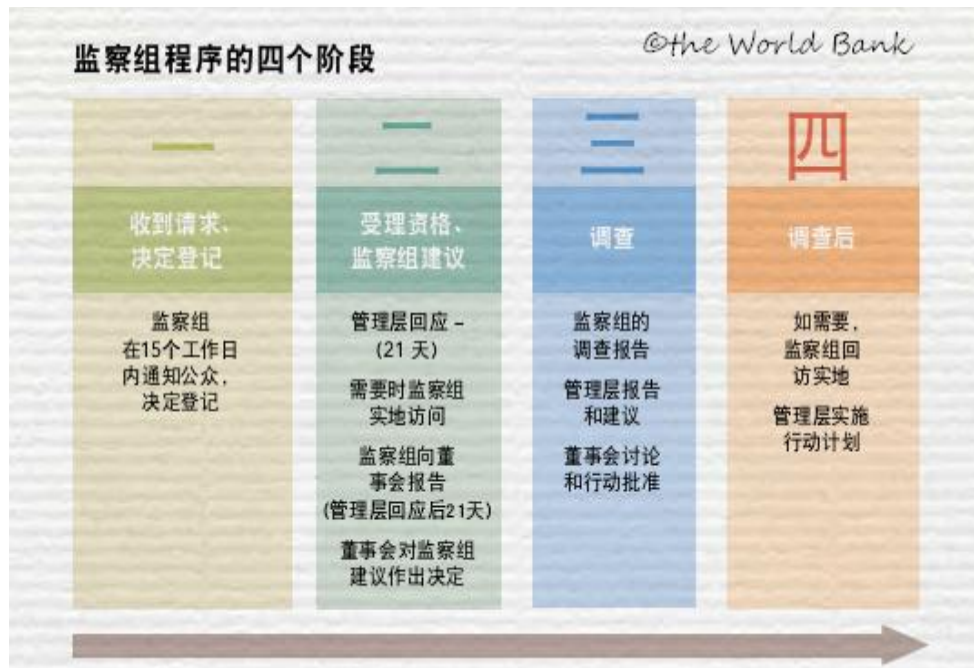 监察组程序的四个阶段
©the World Bank
一
收到请求、
决定登记
监察组
在15个工作日
内通知公众，
决定登记
二
受理资格、
监察组建议
管理层回应 –
(21 天)
需要时监察组
实地访问
监察组向董
事会报告
(管理层回应后21天)
董事会对监察组
建议作出决定
三
调查
监察组的
调查报告
管理层报告
和建议
董事会讨论
和行动批准
四
调查后
如需要，
监察组回
访实地
管理层实施
行动计划